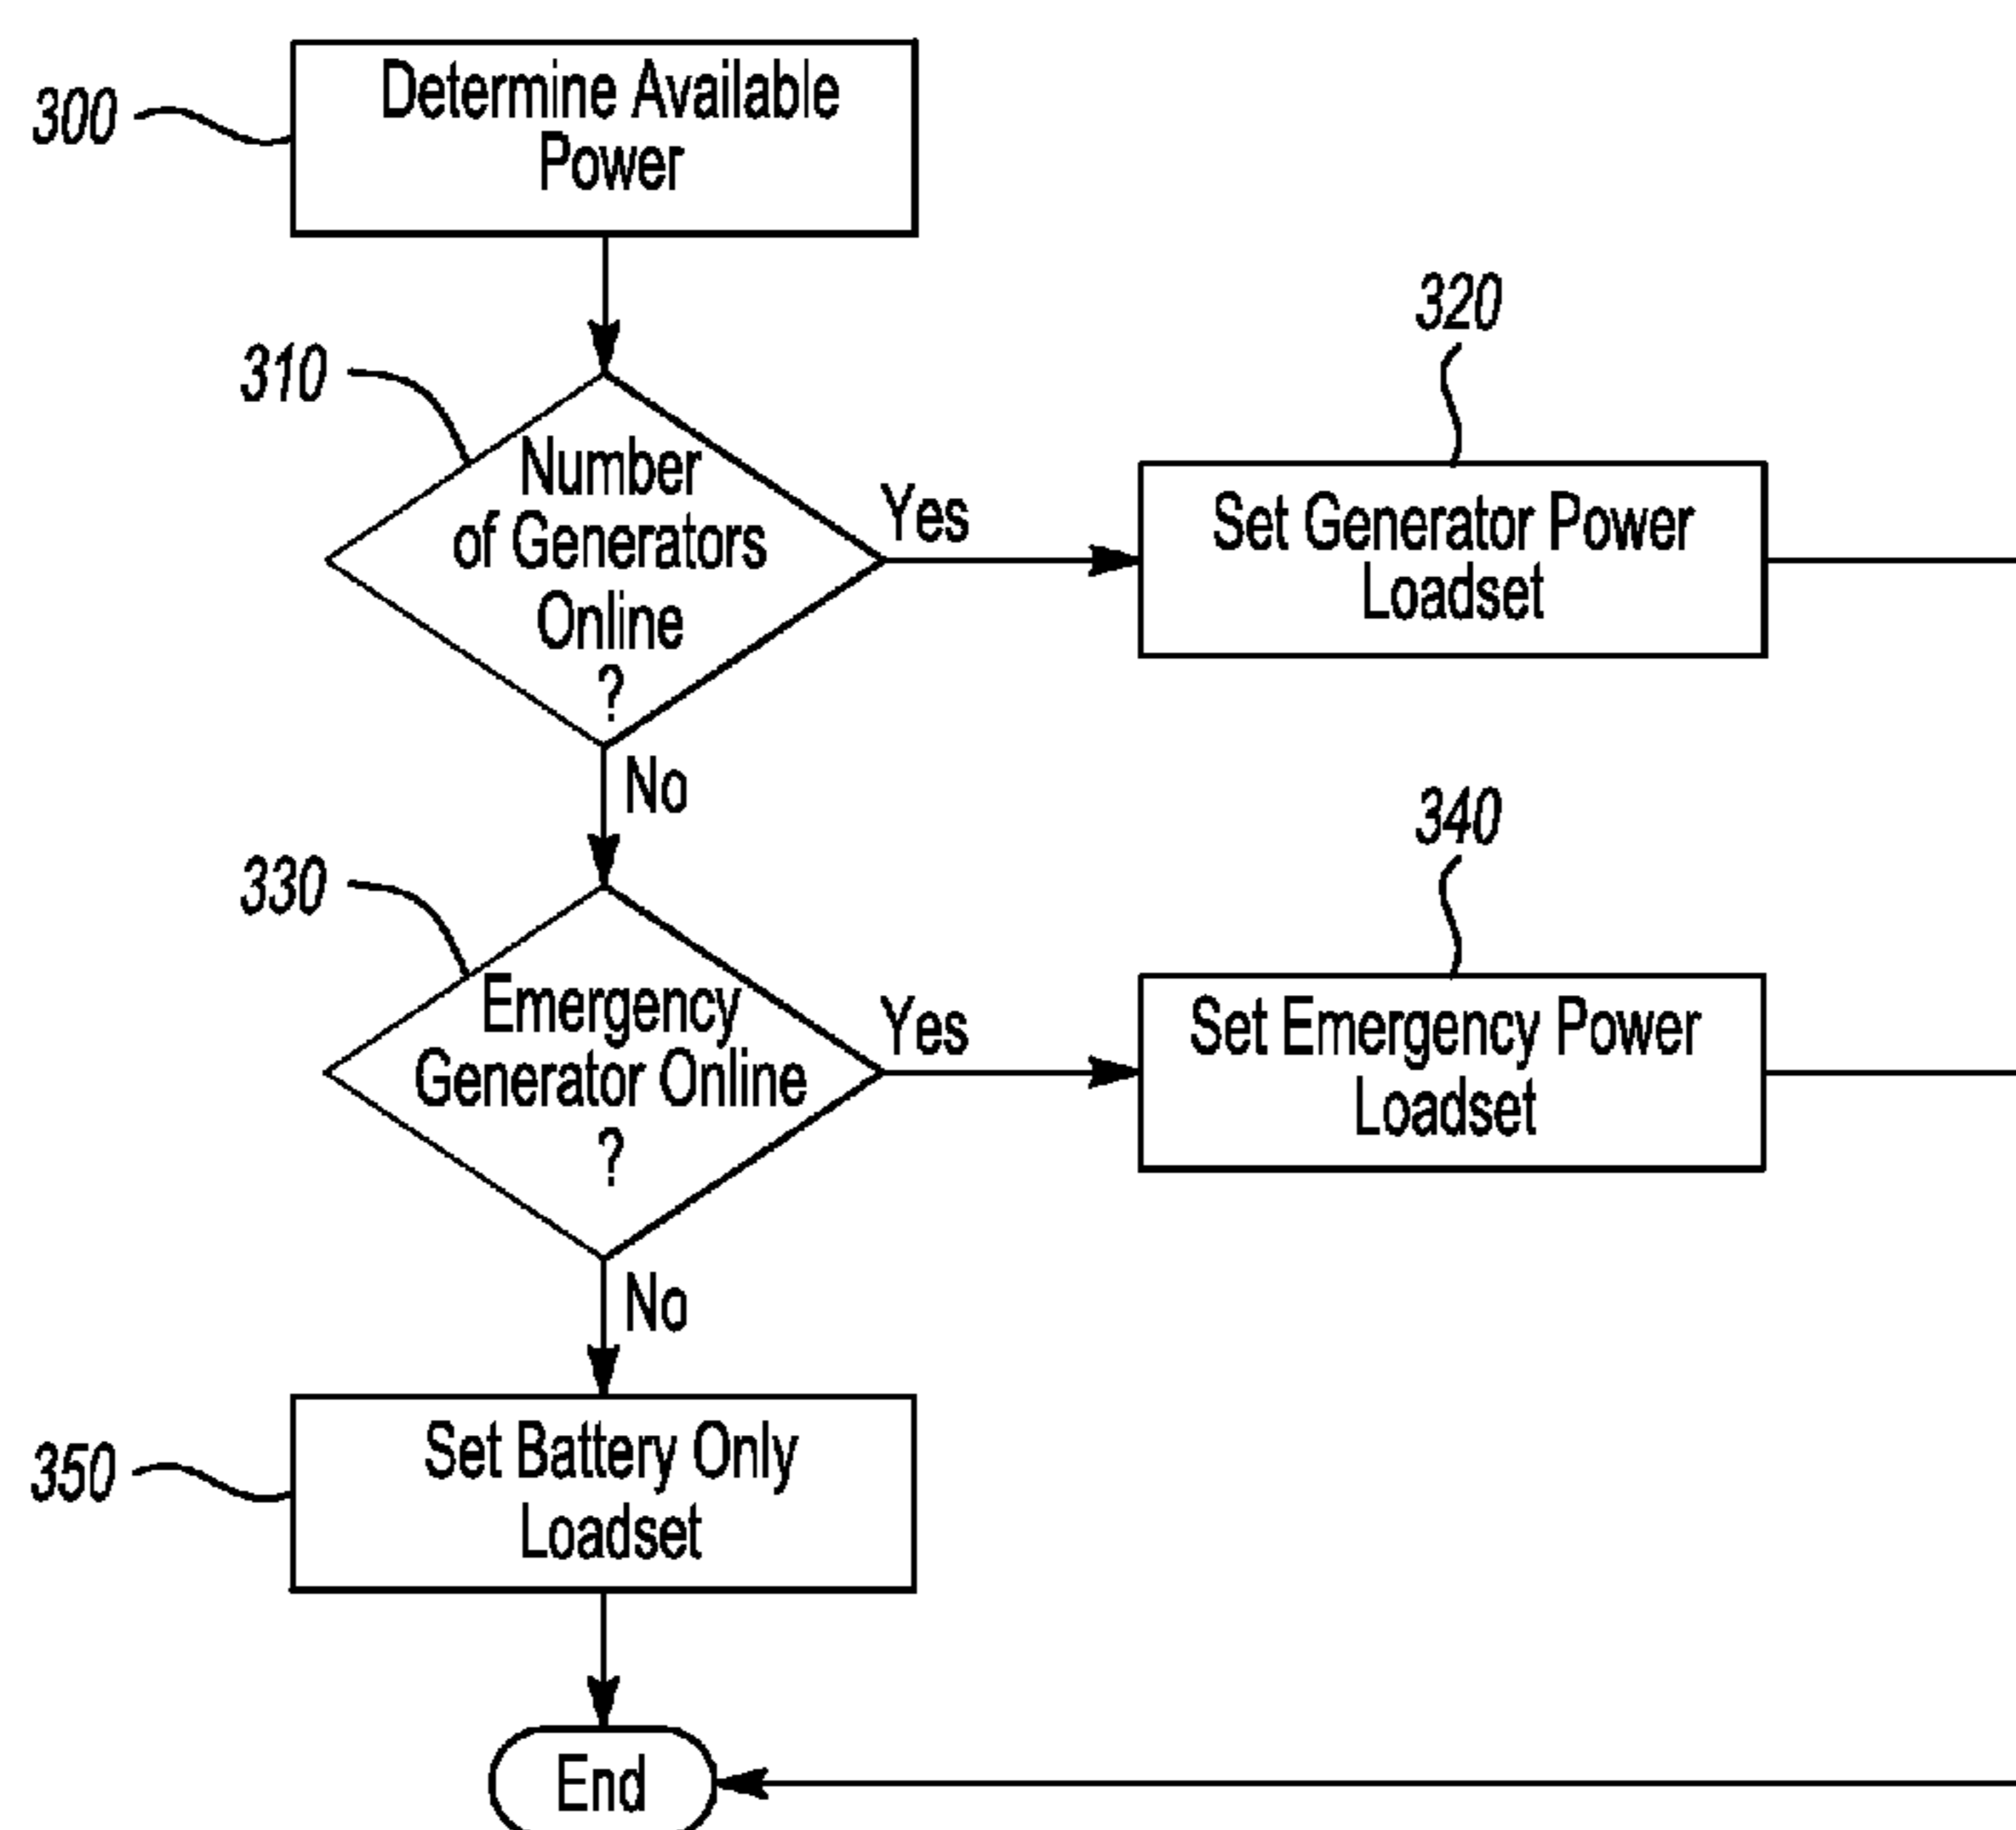 300
Determine Available
Power
310
Number
of Generators
Online
?
Yes
320
Set Generator Power
Loadset
No
330
Emergency
Generator Online
?
Yes
340
Set Emergency Power
Loadset
No
350
Set Battery Only
Loadset
End